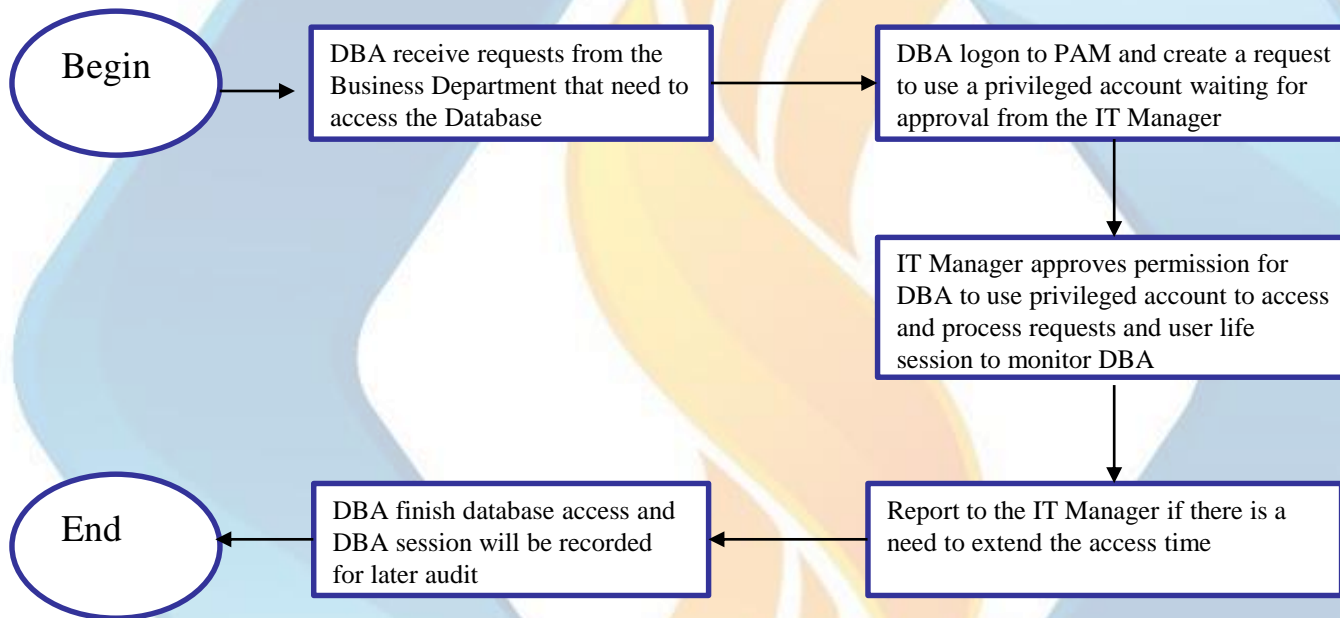 Begin
DBA receive requests from the
Business Department that need to
access the Database
DBA logon to PAM and create a request
to use a privileged account waiting for
approval from the IT Manager
IT Manager approves permission for
DBA to use privileged account to access
and process requests and user life
session to monitor DBA
Report to the IT Manager if there is a
need to extend the access time
DBA finish database access and
DBA session will be recorded
for later audit
End